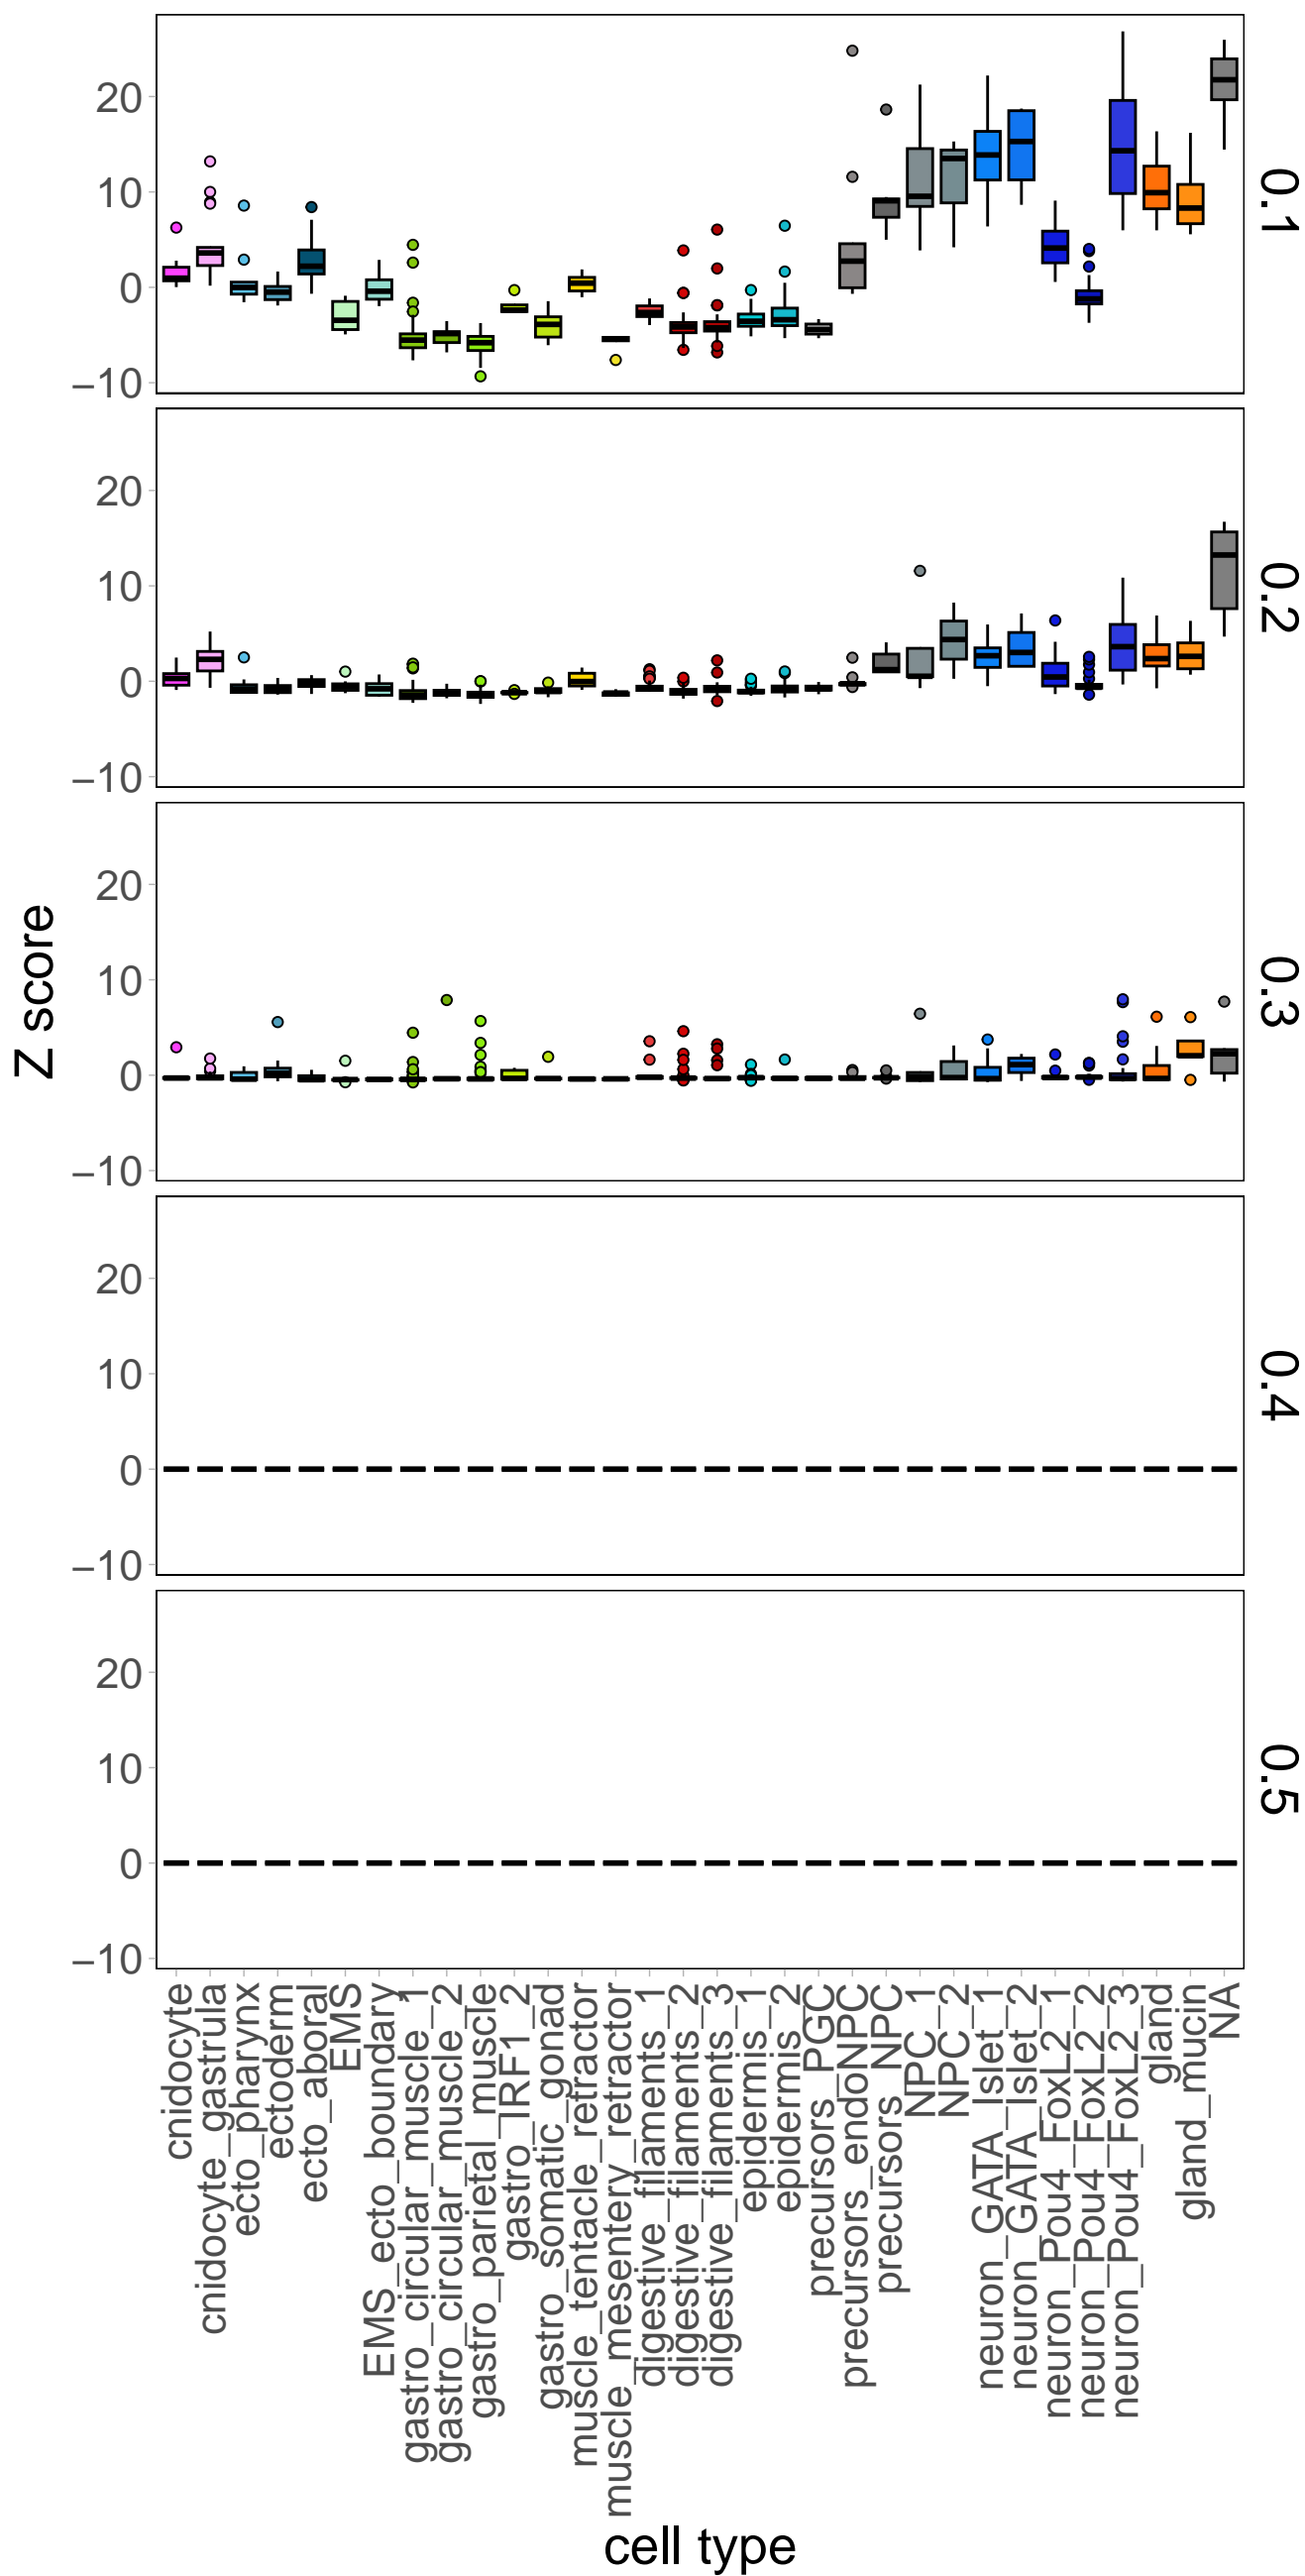 20
10
0
−10
0.1
20
10
0
−10
0.2
20
10
0
−10
0.3
20
10
0
−10
0.4
20
10
0
−10
0.5
Z score
cnidocyte
cnidocyte_gastrula
ecto_pharynx
ectoderm
ecto_aboral
EMS
EMS_ecto_boundary
gastro_circular_muscle_1
gastro_circular_muscle_2
gastro_parietal_muscle
gastro_IRF1_2
gastro_somatic_gonad
muscle_tentacle_retractor
muscle_mesentery_retractor
digestive_filaments_1
digestive_filaments_2
digestive_filaments_3
epidermis_1
epidermis_2
precursors_PGC
precursors_endoNPC
precursors_NPC
NPC_1
NPC_2
neuron_GATA_Islet_1
neuron_GATA_Islet_2
neuron_Pou4_FoxL2_1
neuron_Pou4_FoxL2_2
neuron_Pou4_FoxL2_3
gland
gland_mucin
NA
cell type